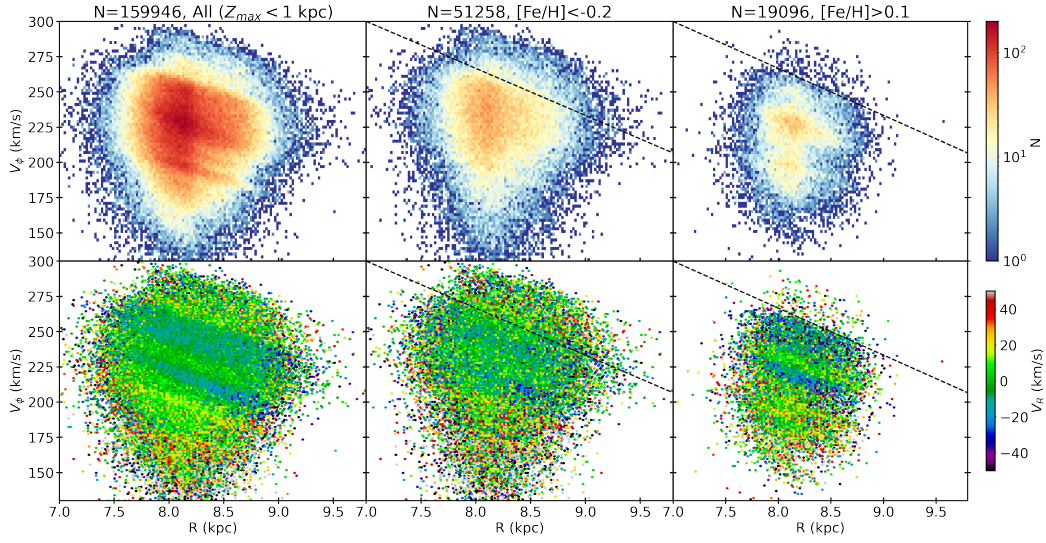 N=159946, All (Z_max < 1 kpc)
N=51258, [Fe/H]<-0.2
N=19096, [Fe/H]>0.1
300
275
250
225
200
175
150
V_ϕ (km/s)
10^2
10^1
10^0
N
300
275
250
225
200
175
150
V_ϕ (km/s)
40
20
0
−20
−40
V_R (km/s)
7.0 7.5 8.0 8.5 9.0 9.5 7.0 7.5 8.0 8.5 9.0 9.5 7.0 7.5 8.0 8.5 9.0 9.5
R (kpc) R (kpc) R (kpc)